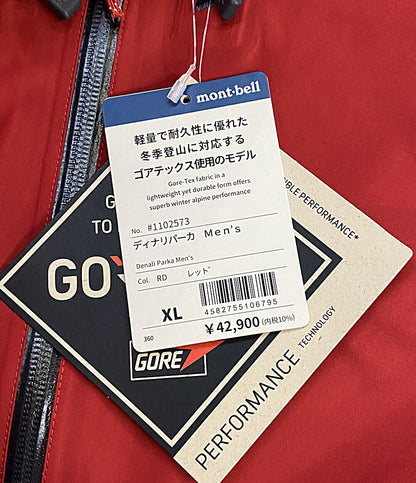 mont·bell
軽量で耐久性に優れた
冬季登山に対応する
ゴアテックス使用のモデル
Gore-Tex fabric in a
lightweight yet durable form offers
superb winter alpine performance
No. #1102573
ディナリパーカ Men's
Denali Parka Men's
Col. RD レッド
XL
4582755106795
360
¥42,900(内税10%)
TO
GO
GORE
PERFORMANCE*
PERFORMANCE
TECHNOLOGY